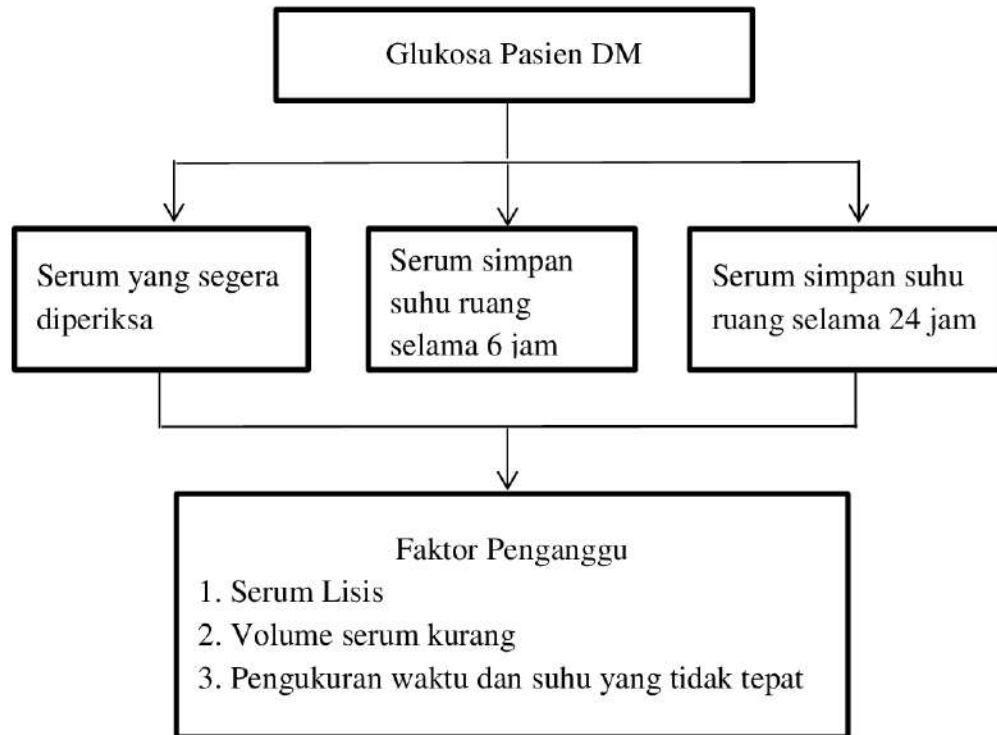 Glukosa Pasien DM
Serum yang segera
diperiksa
Serum simpan
suhu ruang
selama 6 jam
Serum simpan suhu
ruang selama 24 jam
Faktor Penganggu
1. Serum Lisis
2. Volume serum kurang
3. Pengukuran waktu dan suhu yang tidak tepat